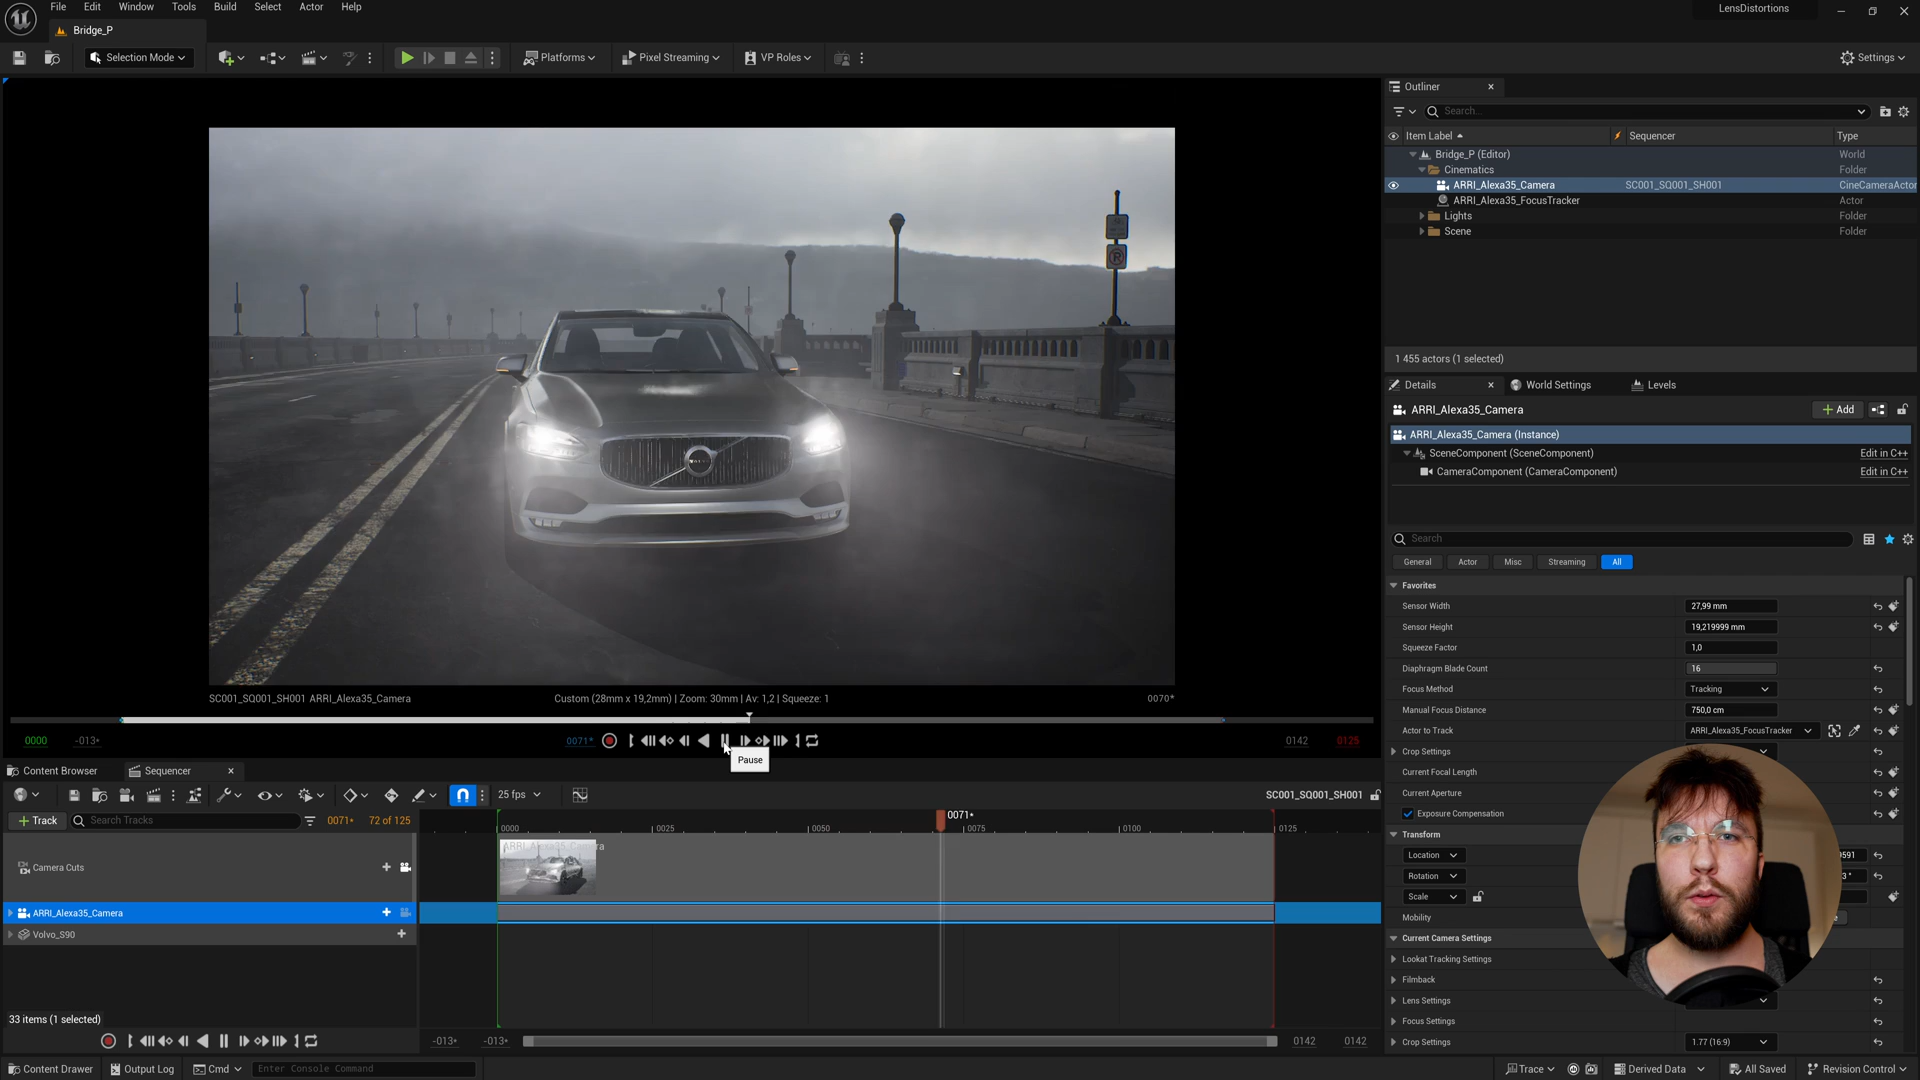 File Edit Window Tools Build Select Actor Help
LensDistortions
Bridge_P
Selection Mode
Platforms
Pixel Streaming
VP Roles
Settings
Outliner
Search...
Item Label Sequencer Type
Bridge_P (Editor) World
Cinematics Folder
ARRI_Alexa35_Camera SC001_SQ001_SH001 CineCameraActor
ARRI_Alexa35_FocusTracker Actor
Lights Folder
Scene Folder
1 455 actors (1 selected)
Details World Settings Levels
ARRI_Alexa35_Camera
Add
ARRI_Alexa35_Camera (Instance)
SceneComponent (SceneComponent) Edit in C++
CameraComponent (CameraComponent) Edit in C++
Search
General Actor Misc Streaming All
Favorites
Sensor Width 27,99 mm
Sensor Height 19,219999 mm
Squeeze Factor 1,0
Diaphragm Blade Count 16
Focus Method Tracking
Manual Focus Distance 750,0 cm
Actor to Track ARRI_Alexa35_FocusTracker
Crop Settings
Current Focal Length
Current Aperture
Exposure Compensation
Transform
Location
Rotation
Scale
Mobility
Current Camera Settings
Lookat Tracking Settings
Filmback
Lens Settings
Focus Settings
Crop Settings 1.77 (16:9)
SC001_SQ001_SH001 ARRI_Alexa35_Camera
Custom (28mm x 19,2mm) | Zoom: 30mm | Av: 1,2 | Squeeze: 1
0070*
0000 -013* 0071* 0142 0125
Pause
Content Browser Sequencer
25 fps
SC001_SQ001_SH001
Track Search Tracks 0071* 72 of 125
0071*
0000 0025 0050 0075 0100 0125
Camera Cuts
ARRI_Alexa35_Camera
Volvo_S90
33 items (1 selected)
-013* -013* 0142 0142
Content Drawer Output Log Cmd Enter Console Command
Trace Derived Data All Saved Revision Control